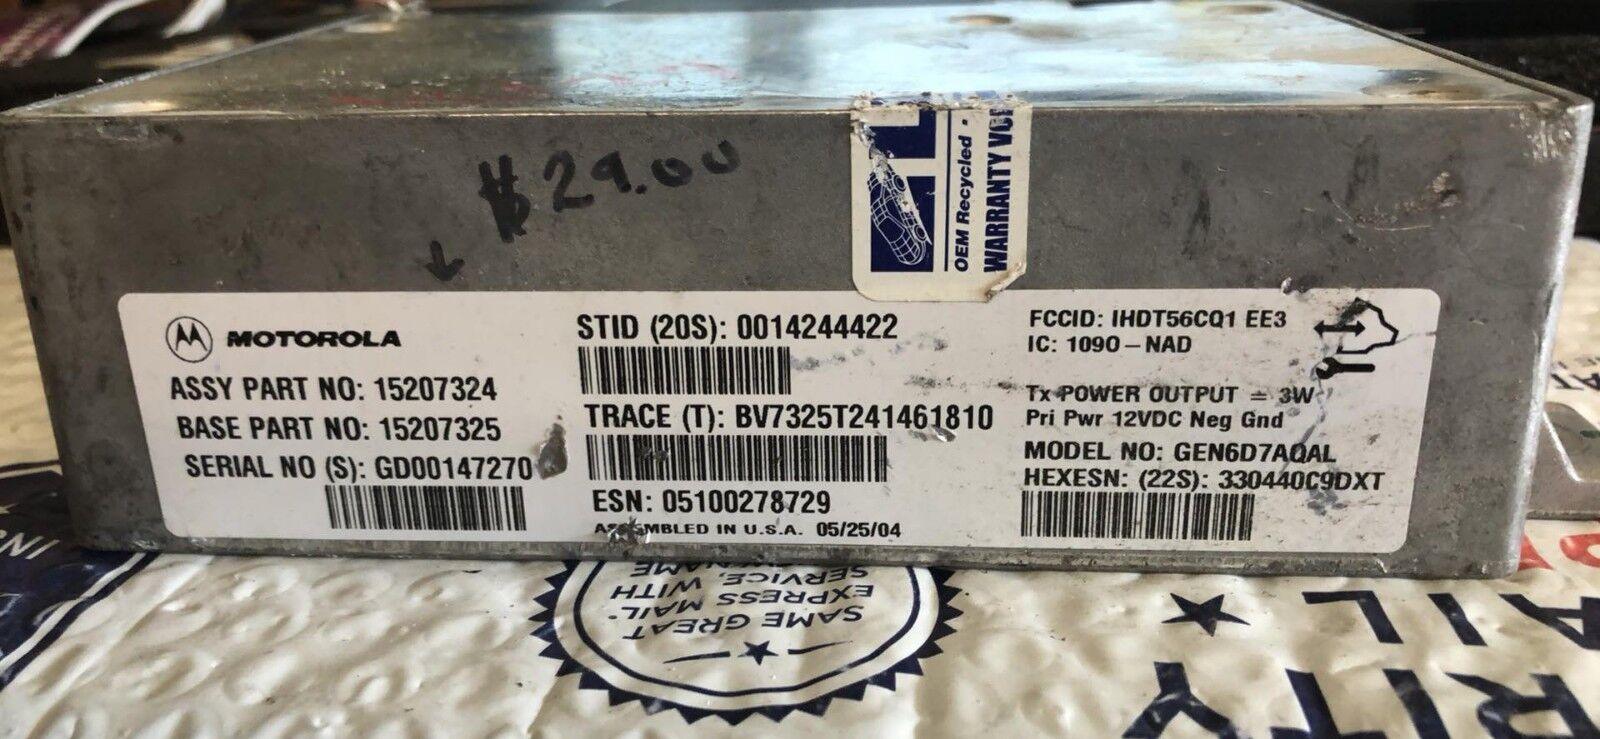 $29.00
OEM Recycled
WARRANTY
MOTOROLA
ASSY PART NO: 15207324
BASE PART NO: 15207325
SERIAL NO (S): GD00147270
STID (20S): 0014244422
TRACE (T): BV7325T241461810
ESN: 05100278729
ASSEMBLED IN U.S.A. 05/25/04
FCCID: IHDT56CQ1 EE3
IC: 1090-NAD
Tx POWER OUTPUT = 3W
Pri Pwr 12VDC Neg Gnd
MODEL NO: GEN6D7AQAL
HEXESN: (22S): 330440C9DXT
SAME GREAT
EXPRESS MAIL
SERVICE, WITH
NAME